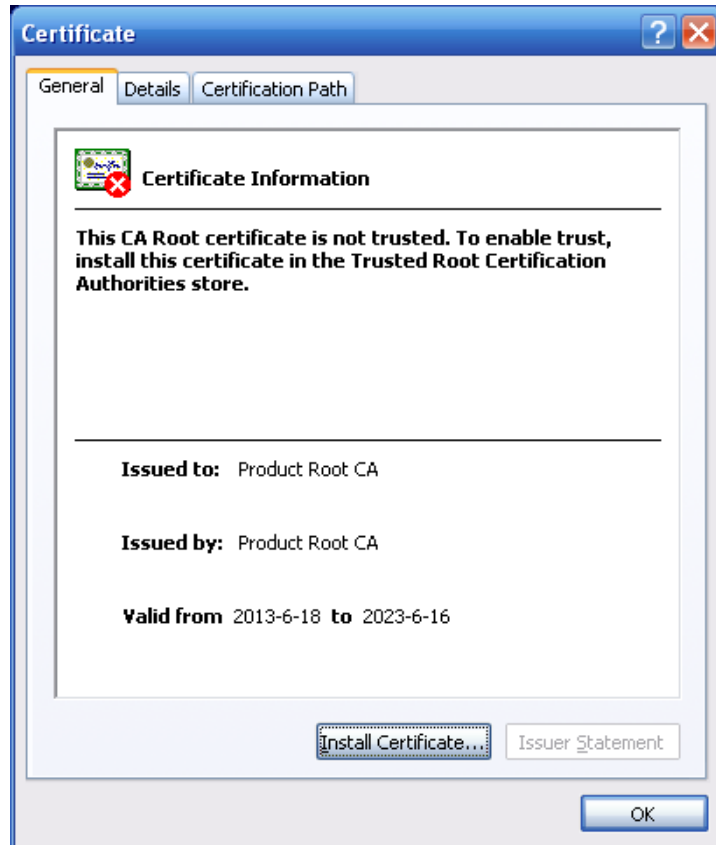 Certificate
General Details Certification Path
Certificate Information
This CA Root certificate is not trusted. To enable trust,
install this certificate in the Trusted Root Certification
Authorities store.
Issued to: Product Root CA
Issued by: Product Root CA
Valid from 2013-6-18 to 2023-6-16
Install Certificate... Issuer Statement
OK